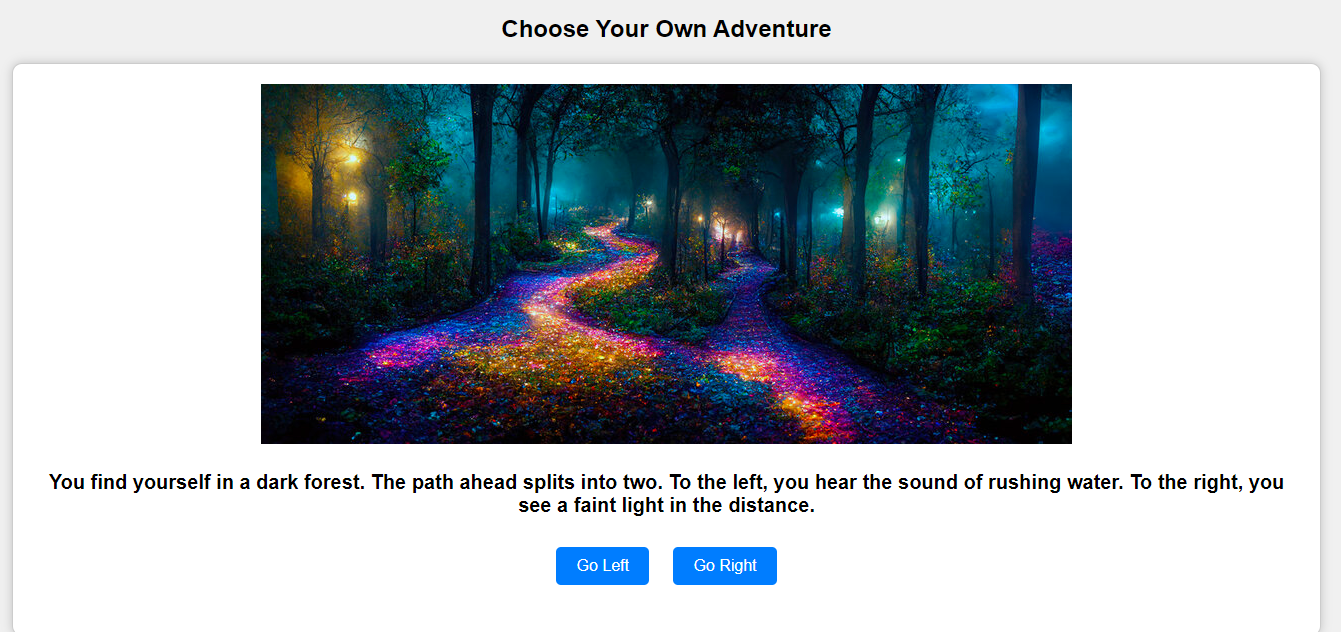 Choose Your Own Adventure
You find yourself in a dark forest. The path ahead splits into two. To the left, you hear the sound of rushing water. To the right, you
see a faint light in the distance.
Go Left
Go Right